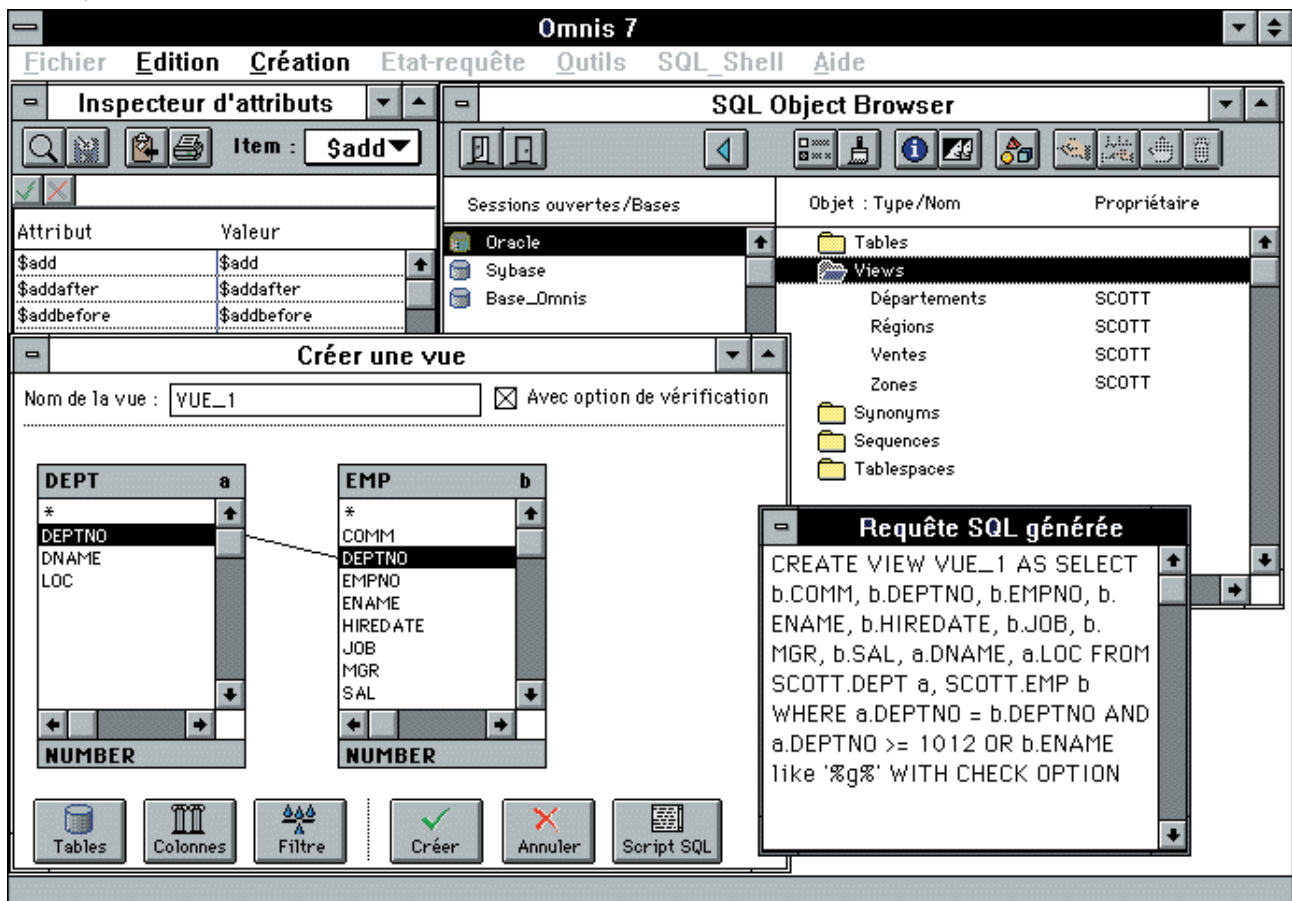 Omnis 7
Fichier Edition Création Etat-requête Outils SQL_Shell Aide
Inspecteur d'attributs
Item : $add
Attribut Valeur
$add $add
$addafter $addafter
$addbefore $addbefore
SQL Object Browser
Sessions ouvertes/Bases
Oracle
Sybase
Base_Omnis
Objet : Type/Nom Propriétaire
Tables
Views
Départements SCOTT
Régions SCOTT
Ventes SCOTT
Zones SCOTT
Synonyms
Sequences
Tablespaces
Créer une vue
Nom de la vue : VUE_1 Avec option de vérification
DEPT a
*
DEPTNO
DNAME
LOC
NUMBER
EMP b
*
COMM
DEPTNO
EMPNO
ENAME
HIREDATE
JOB
MGR
SAL
NUMBER
Tables Colonnes Filtre Créer Annuler Script SQL
Requête SQL générée
CREATE VIEW VUE_1 AS SELECT
b.COMM, b.DEPTNO, b.EMPNO, b.
ENAME, b.HIREDATE, b.JOB, b.
MGR, b.SAL, a.DNAME, a.LOC FROM
SCOTT.DEPT a, SCOTT.EMP b
WHERE a.DEPTNO = b.DEPTNO AND
a.DEPTNO >= 1012 OR b.ENAME
like '%g%' WITH CHECK OPTION